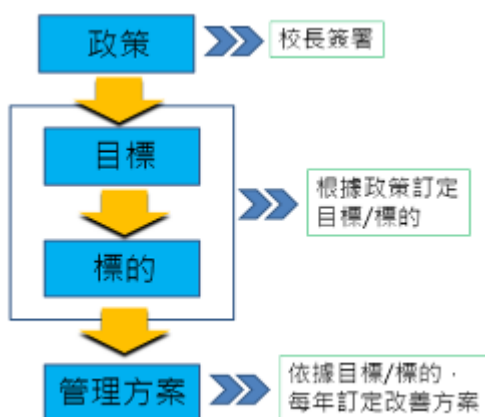 政策
校長簽署
目標
標的
根據政策訂定
目標/標的
管理方案
依據目標/標的，
每年訂定改善方案